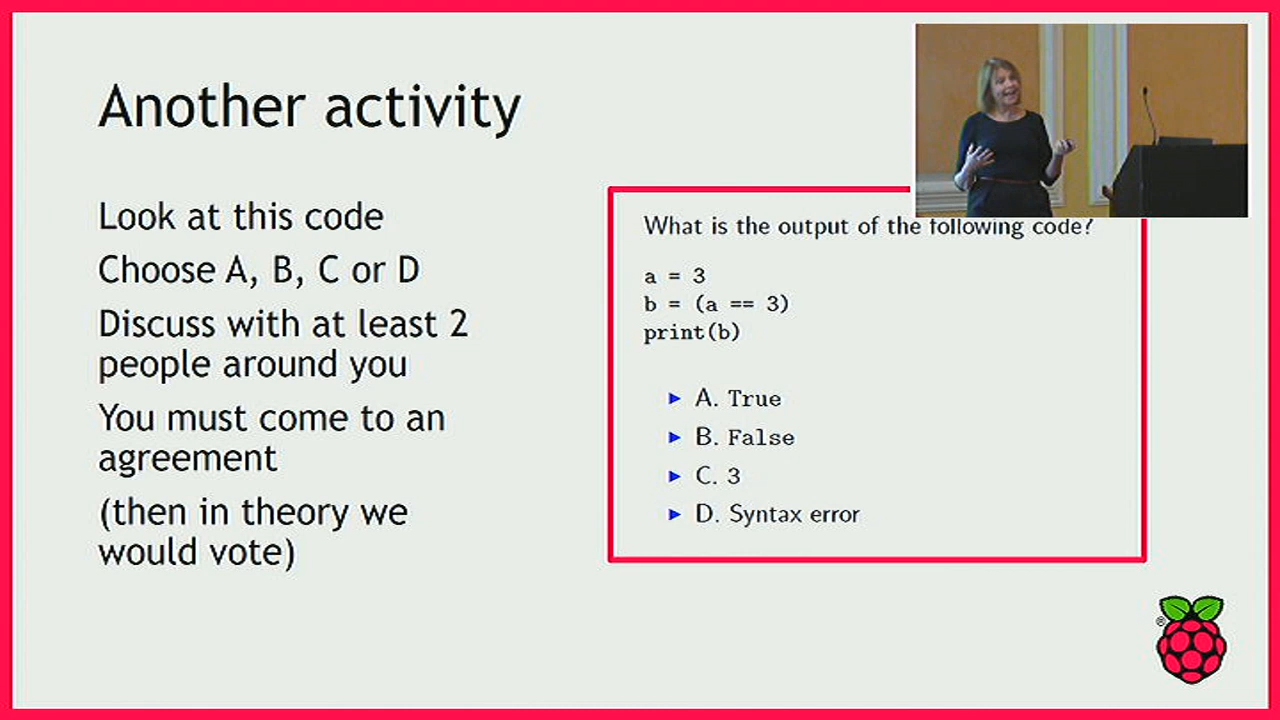 Another activity
Look at this code
Choose A, B, C or D
Discuss with at least 2
people around you
You must come to an
agreement
(then in theory we
would vote)
What is the output of the following code?
a = 3
b = (a == 3)
print(b)
▶ A. True
▶ B. False
▶ C. 3
▶ D. Syntax error
®